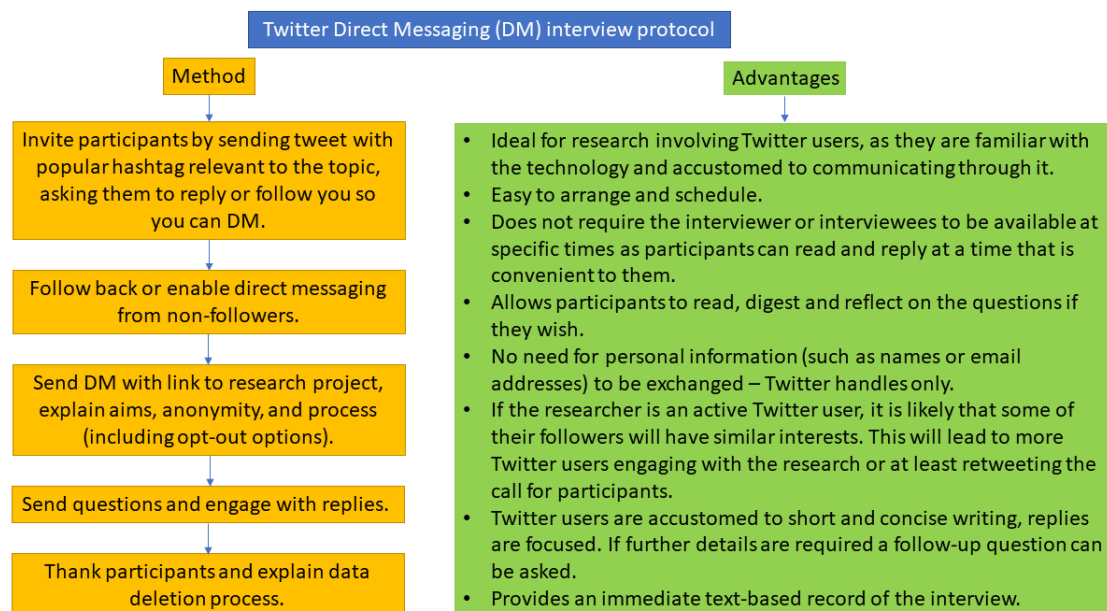 Twitter Direct Messaging (DM) interview protocol
Method
Invite participants by sending tweet with
popular hashtag relevant to the topic,
asking them to reply or follow you so
you can DM.
Follow back or enable direct messaging
from non-followers.
Send DM with link to research project,
explain aims, anonymity, and process
(including opt-out options).
Send questions and engage with replies.
Thank participants and explain data
deletion process.
Advantages
• Ideal for research involving Twitter users, as they are familiar with
the technology and accustomed to communicating through it.
• Easy to arrange and schedule.
• Does not require the interviewer or interviewees to be available at
specific times as participants can read and reply at a time that is
convenient to them.
• Allows participants to read, digest and reflect on the questions if
they wish.
• No need for personal information (such as names or email
addresses) to be exchanged – Twitter handles only.
• If the researcher is an active Twitter user, it is likely that some of
their followers will have similar interests. This will lead to more
Twitter users engaging with the research or at least retweeting the
call for participants.
• Twitter users are accustomed to short and concise writing, replies
are focused. If further details are required a follow-up question can
be asked.
• Provides an immediate text-based record of the interview.